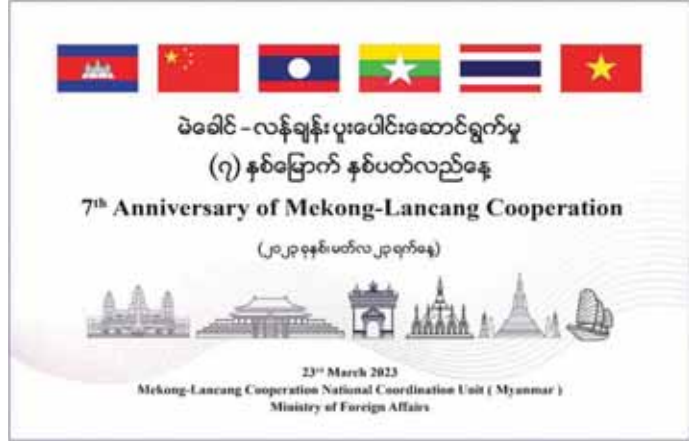 မဲခေါင် – လန်ချန်း ပူးပေါင်းဆောင်ရွက်မှု
(၇) နှစ်မြောက် နှစ်ပတ်လည်နေ့
7th Anniversary of Mekong-Lancang Cooperation
(၂၀၂၃ ခုနှစ်၊ မတ်လ ၂၃ ရက်နေ့)
23rd March 2023
Mekong-Lancang Cooperation National Coordination Unit ( Myanmar )
Ministry of Foreign Affairs